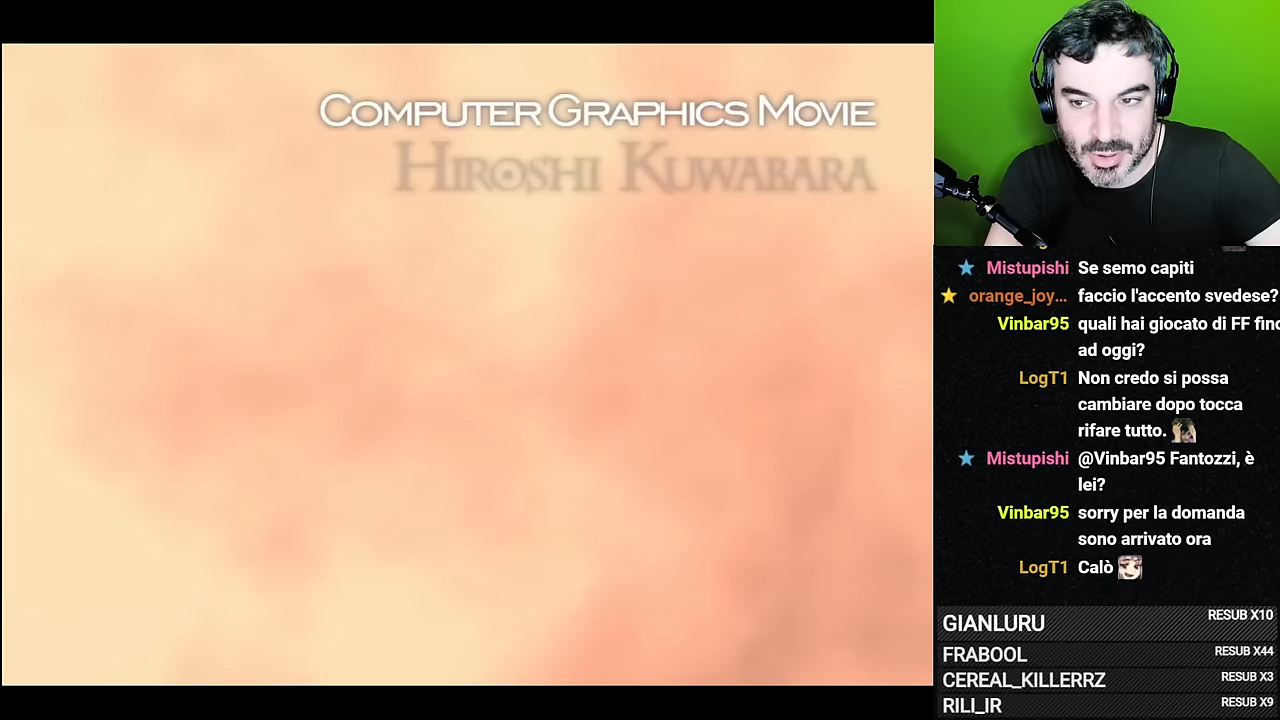 COMPUTER GRAPHICS MOVIE
HIROSHI KUWABARA
Mistupishi Se semo capiti
orange_joy... faccio l'accento svedese?
Vinbar95 quali hai giocato di FF fino
ad oggi?
LogT1 Non credo si possa
cambiare dopo tocca
rifare tutto.
Mistupishi @Vinbar95 Fantozzi, è
lei?
Vinbar95 sorry per la domanda
sono arrivato ora
LogT1 Calò
GIANLURU RESUB X10
FRABOOL RESUB X44
CEREAL_KILLERRZ RESUB X3
RILI_IR RESUB X9